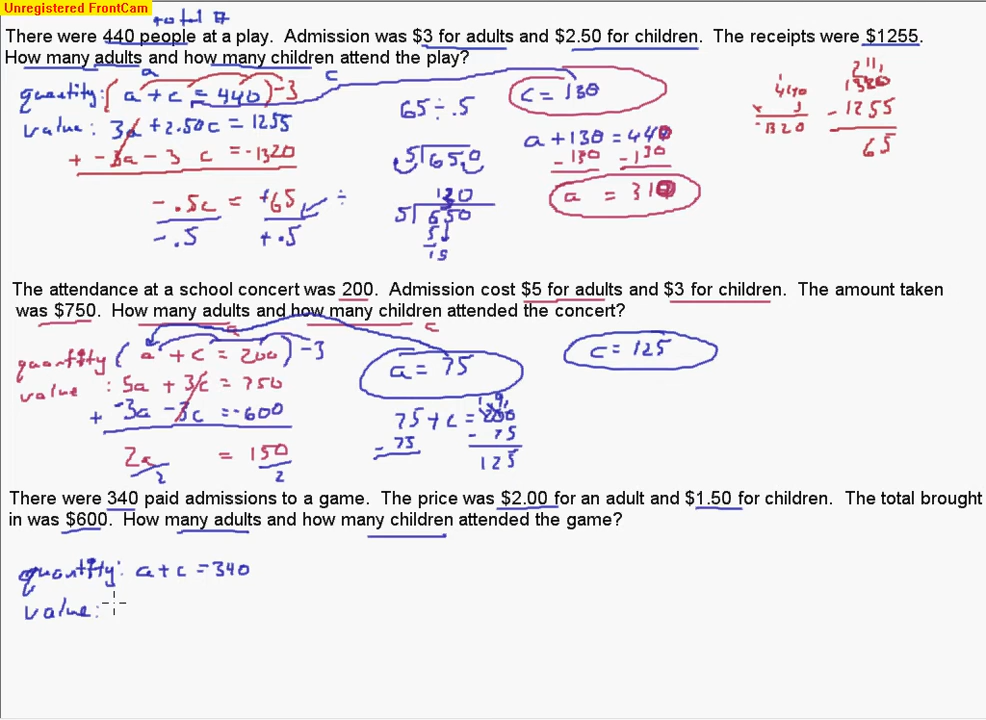 Unregistered FrontCam
total #
There were 440 people at a play. Admission was $3 for adults and $2.50 for children. The receipts were $1255.
How many adults and how many children attend the play?
a
c
quantity: (a + c = 440) -3
value: 3a + 2.50c = 1255
+ -3a - 3c = -1320
-.5c = +65 ÷
-.5 +.5
65 ÷ .5
.5 65.0
130
5 650
5
15
c = 130
a + 130 = 440
-130 -130
a = 310
1
440
x 3
-1320
2 11
1320
-1255
65
The attendance at a school concert was 200. Admission cost $5 for adults and $3 for children. The amount taken
was $750. How many adults and how many children attended the concert?
a c
quantity (a + c = 200) -3
value : 5a + 3c = 750
+ -3a - 3c = -600
2a = 150
2 2
a = 75
75 + c = 200
- 75 - 75
125
c = 125
There were 340 paid admissions to a game. The price was $2.00 for an adult and $1.50 for children. The total brought
in was $600. How many adults and how many children attended the game?
quantity: a + c = 340
value: